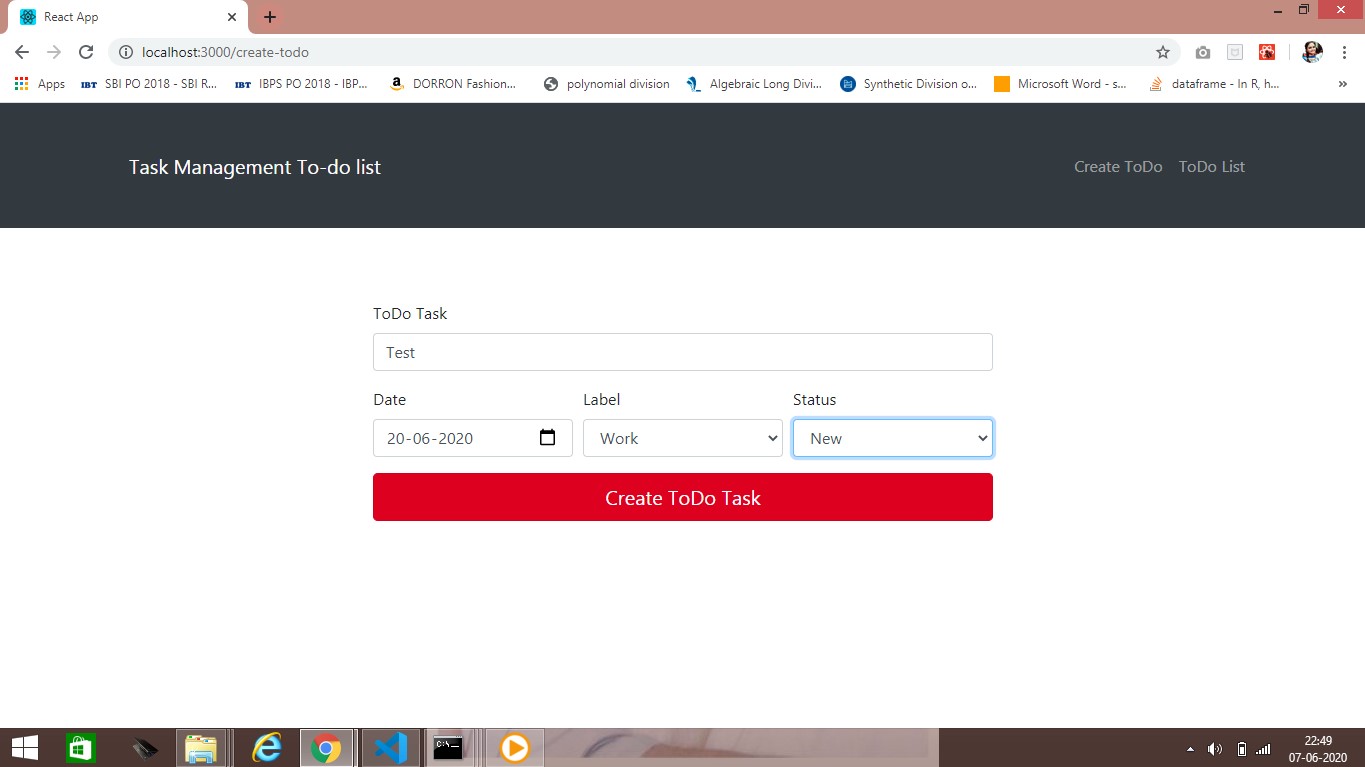 React App
localhost:3000/create-todo
Apps IBT SBI PO 2018 - SBI R... IBT IBPS PO 2018 - IBP... a DORRON Fashion... polynomial division Algebraic Long Divi... Synthetic Division o... Microsoft Word - s... dataframe - In R, h... »
Task Management To-do list Create ToDo ToDo List
ToDo Task
Test
Date Label Status
20-06-2020 Work New
Create ToDo Task
C:\_
22:49
07-06-2020